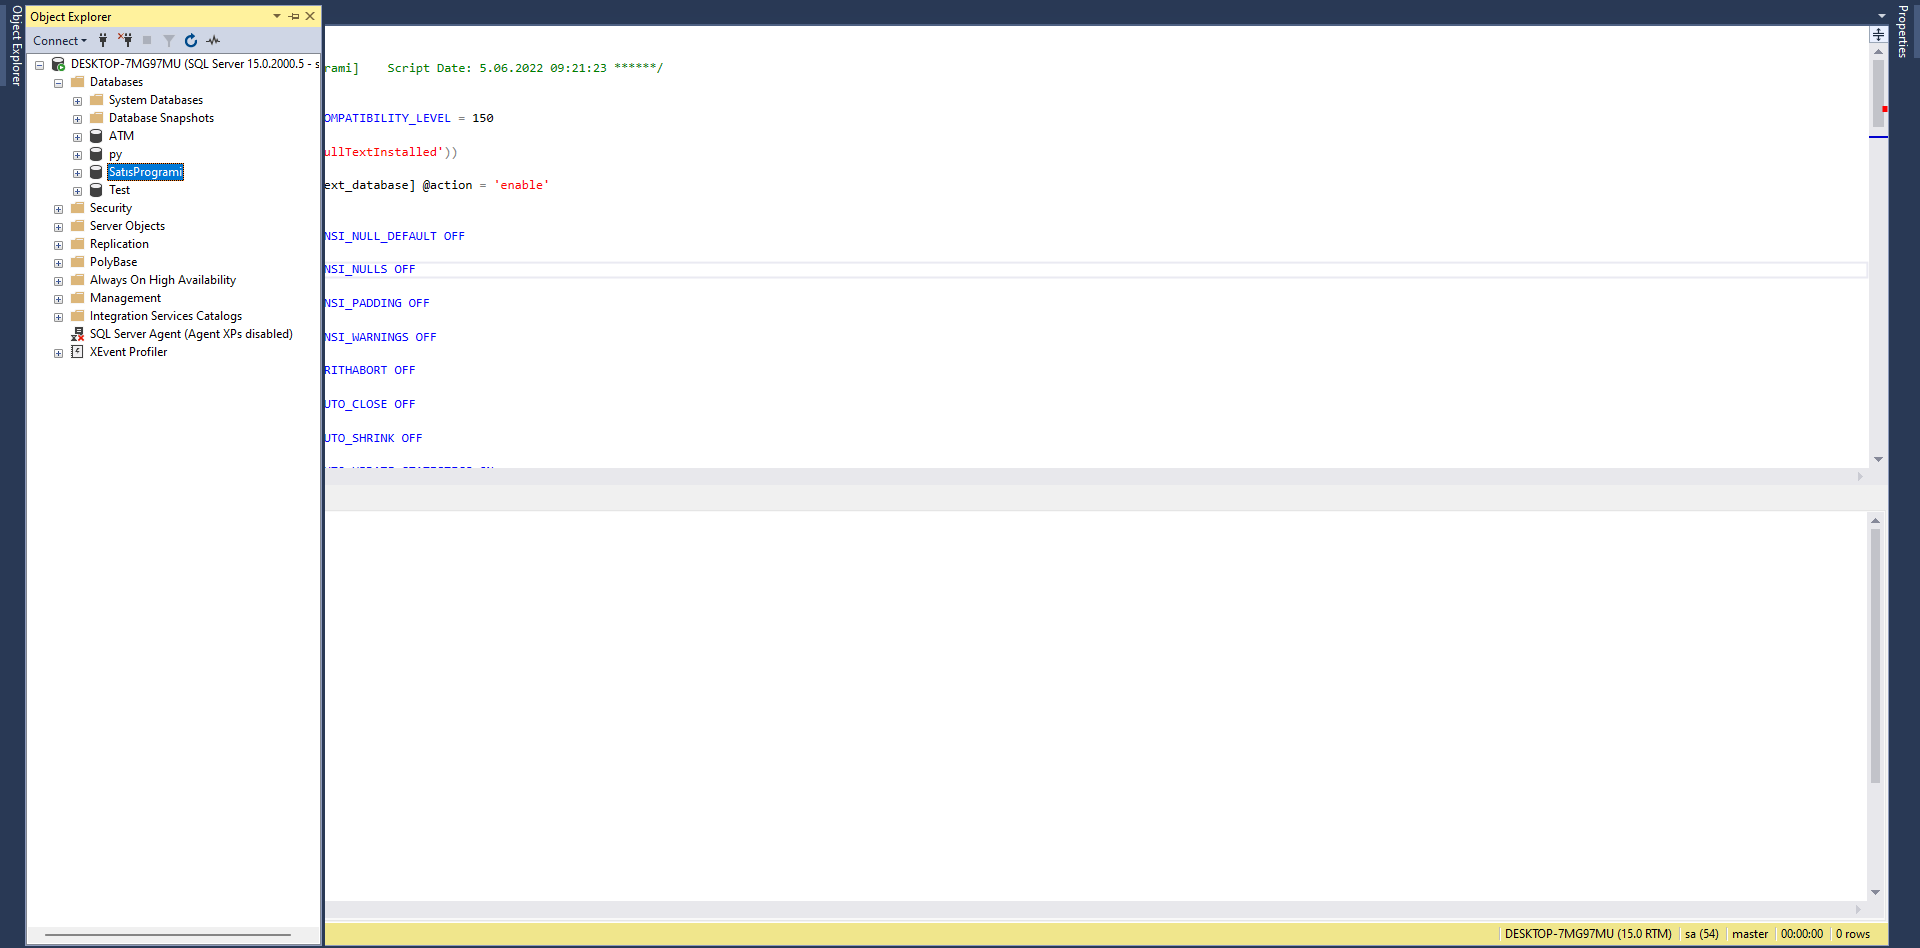 Object Explorer
Object Explorer
Connect
DESKTOP-7MG97MU (SQL Server 15.0.2000.5 - s
Databases
System Databases
Database Snapshots
ATM
py
SatisProgrami
Test
Security
Server Objects
Replication
PolyBase
Always On High Availability
Management
Integration Services Catalogs
SQL Server Agent (Agent XPs disabled)
XEvent Profiler
rami]    Script Date: 5.06.2022 09:21:23 ******/
OMPATIBILITY_LEVEL = 150
ullTextInstalled'))
ext_database] @action = 'enable'
NSI_NULL_DEFAULT OFF
NSI_NULLS OFF
NSI_PADDING OFF
NSI_WARNINGS OFF
RITHABORT OFF
UTO_CLOSE OFF
UTO_SHRINK OFF
Properties
DESKTOP-7MG97MU (15.0 RTM) sa (54) master 00:00:00 0 rows